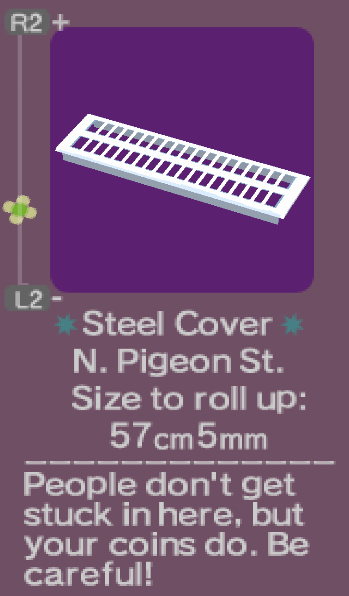 R2 +
L2 -
Steel Cover
N. Pigeon St.
Size to roll up:
57cm5mm
People don't get
stuck in here, but
your coins do. Be
careful!